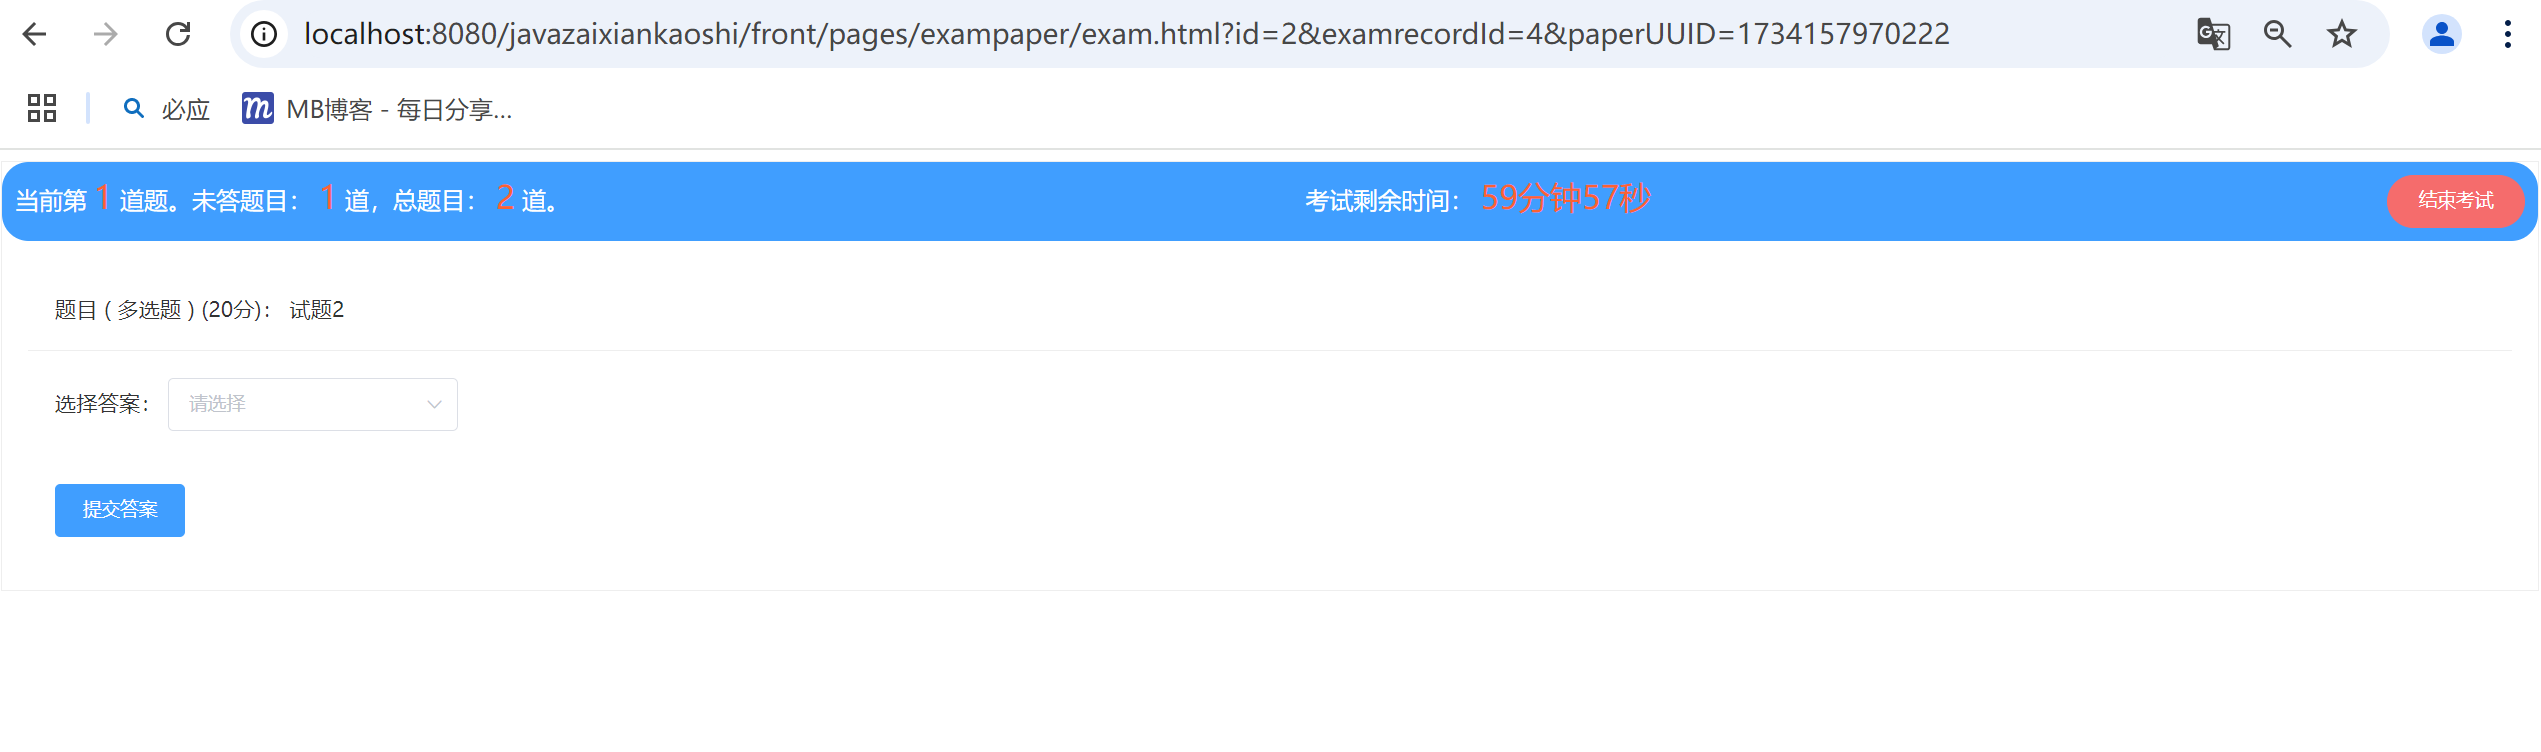 localhost:8080/javazaixiankaoshi/front/pages/exampaper/exam.html?id=2&examrecordId=4&paperUUID=1734157970222
必应 MB博客 - 每日分享...
当前第 1 道题。未答题目： 1 道，总题目： 2 道。 考试剩余时间： 59分钟57秒 结束考试
题目 ( 多选题 ) (20分)： 试题2
选择答案： 请选择
提交答案